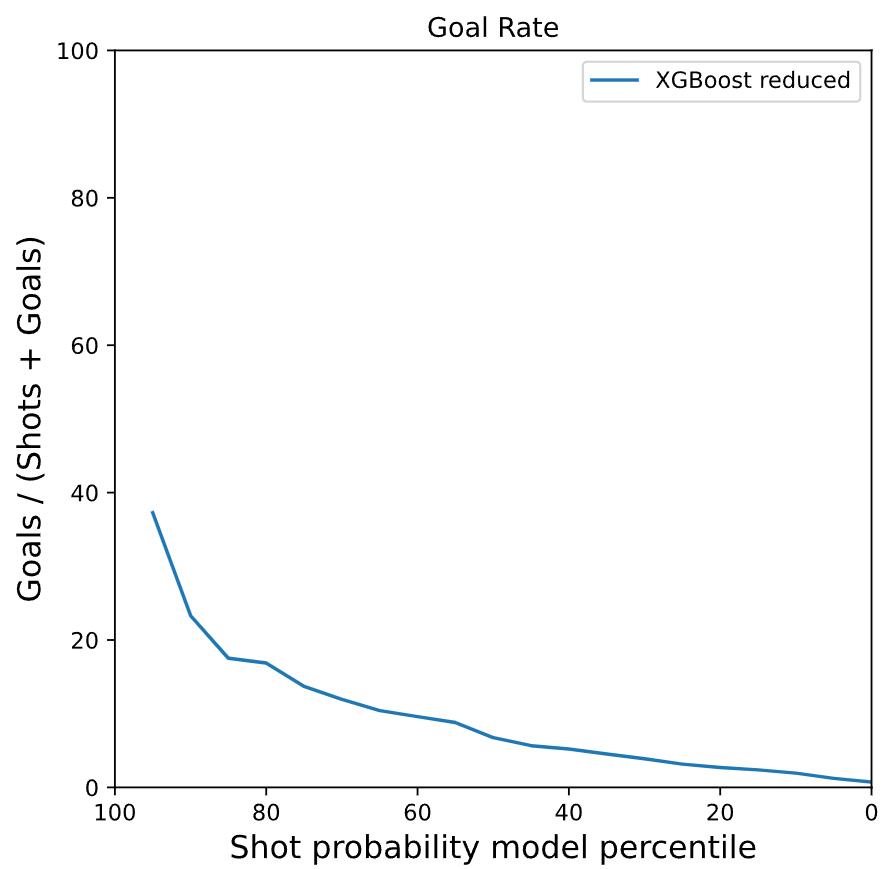 Goal Rate
XGBoost reduced
Goals / (Shots + Goals)
100
80
60
40
20
0
100 80 60 40 20 0
Shot probability model percentile